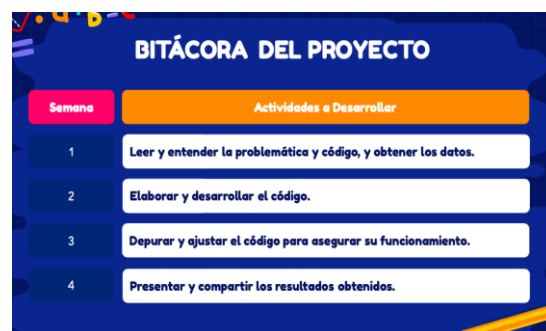 BITÁCORA DEL PROYECTO
Semana
Actividades a Desarrollar
1
Leer y entender la problemática y código, y obtener los datos.
2
Elaborar y desarrollar el código.
3
Depurar y ajustar el código para asegurar su funcionamiento.
4
Presentar y compartir los resultados obtenidos.